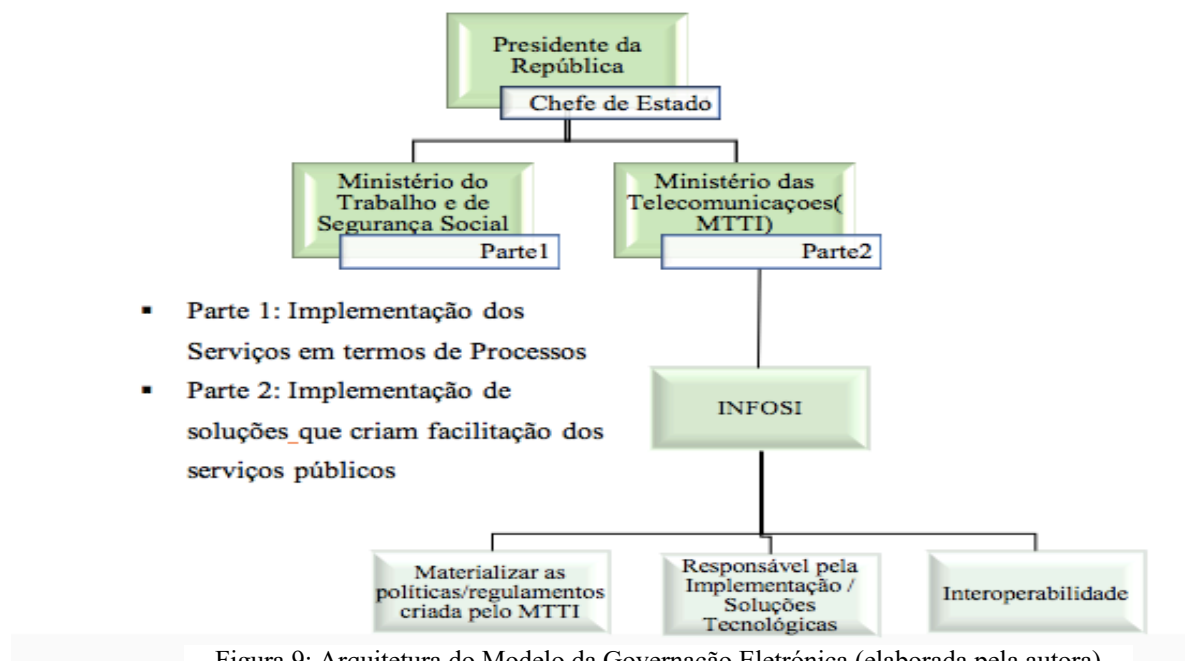 Presidente da
República
Chefe de Estado
Ministério do
Trabalho e de
Segurança Social
Parte1
Ministério das
Telecomunicaçoes(
MTTI)
Parte2
▪ Parte 1: Implementação dos
Serviços em termos de Processos
▪ Parte 2: Implementação de
soluções que criam facilitação dos
serviços públicos
INFOSI
Materializar as
políticas/regulamentos
criada pelo MTTI
Responsável pela
Implementação /
Soluções
Tecnológicas
Interoperabilidade
Figura 9: Arquitetura do Modelo da Governação Eletrónica (elaborada pela autora)